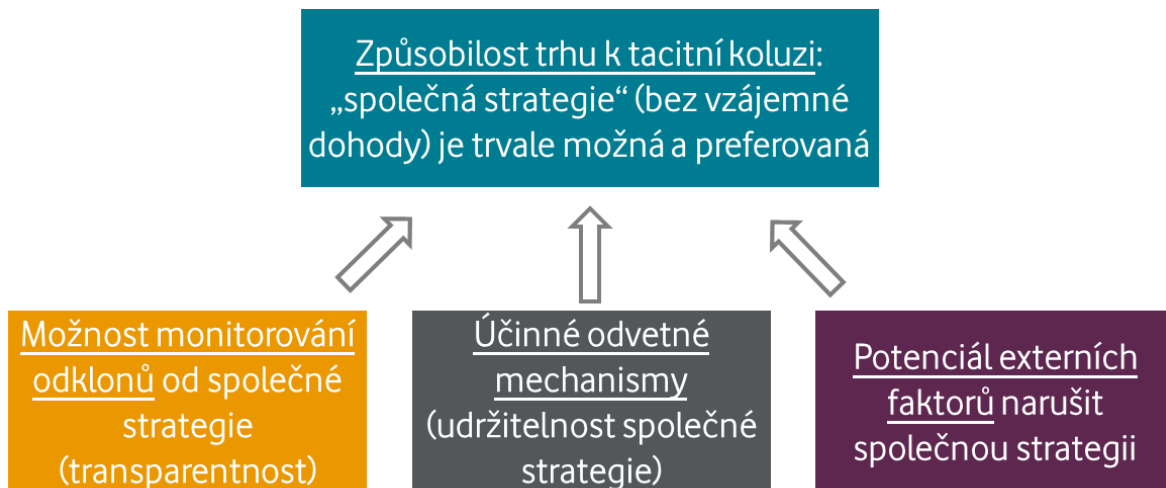 Způsobilost trhu k tacitní koluzi:
„společná strategie“ (bez vzájemné
dohody) je trvale možná a preferovaná
Možnost monitorování
odklonů od společné
strategie
(transparentnost)
Účinné odvetné
mechanismy
(udržitelnost společné
strategie)
Potenciál externích
faktorů narušit
společnou strategii